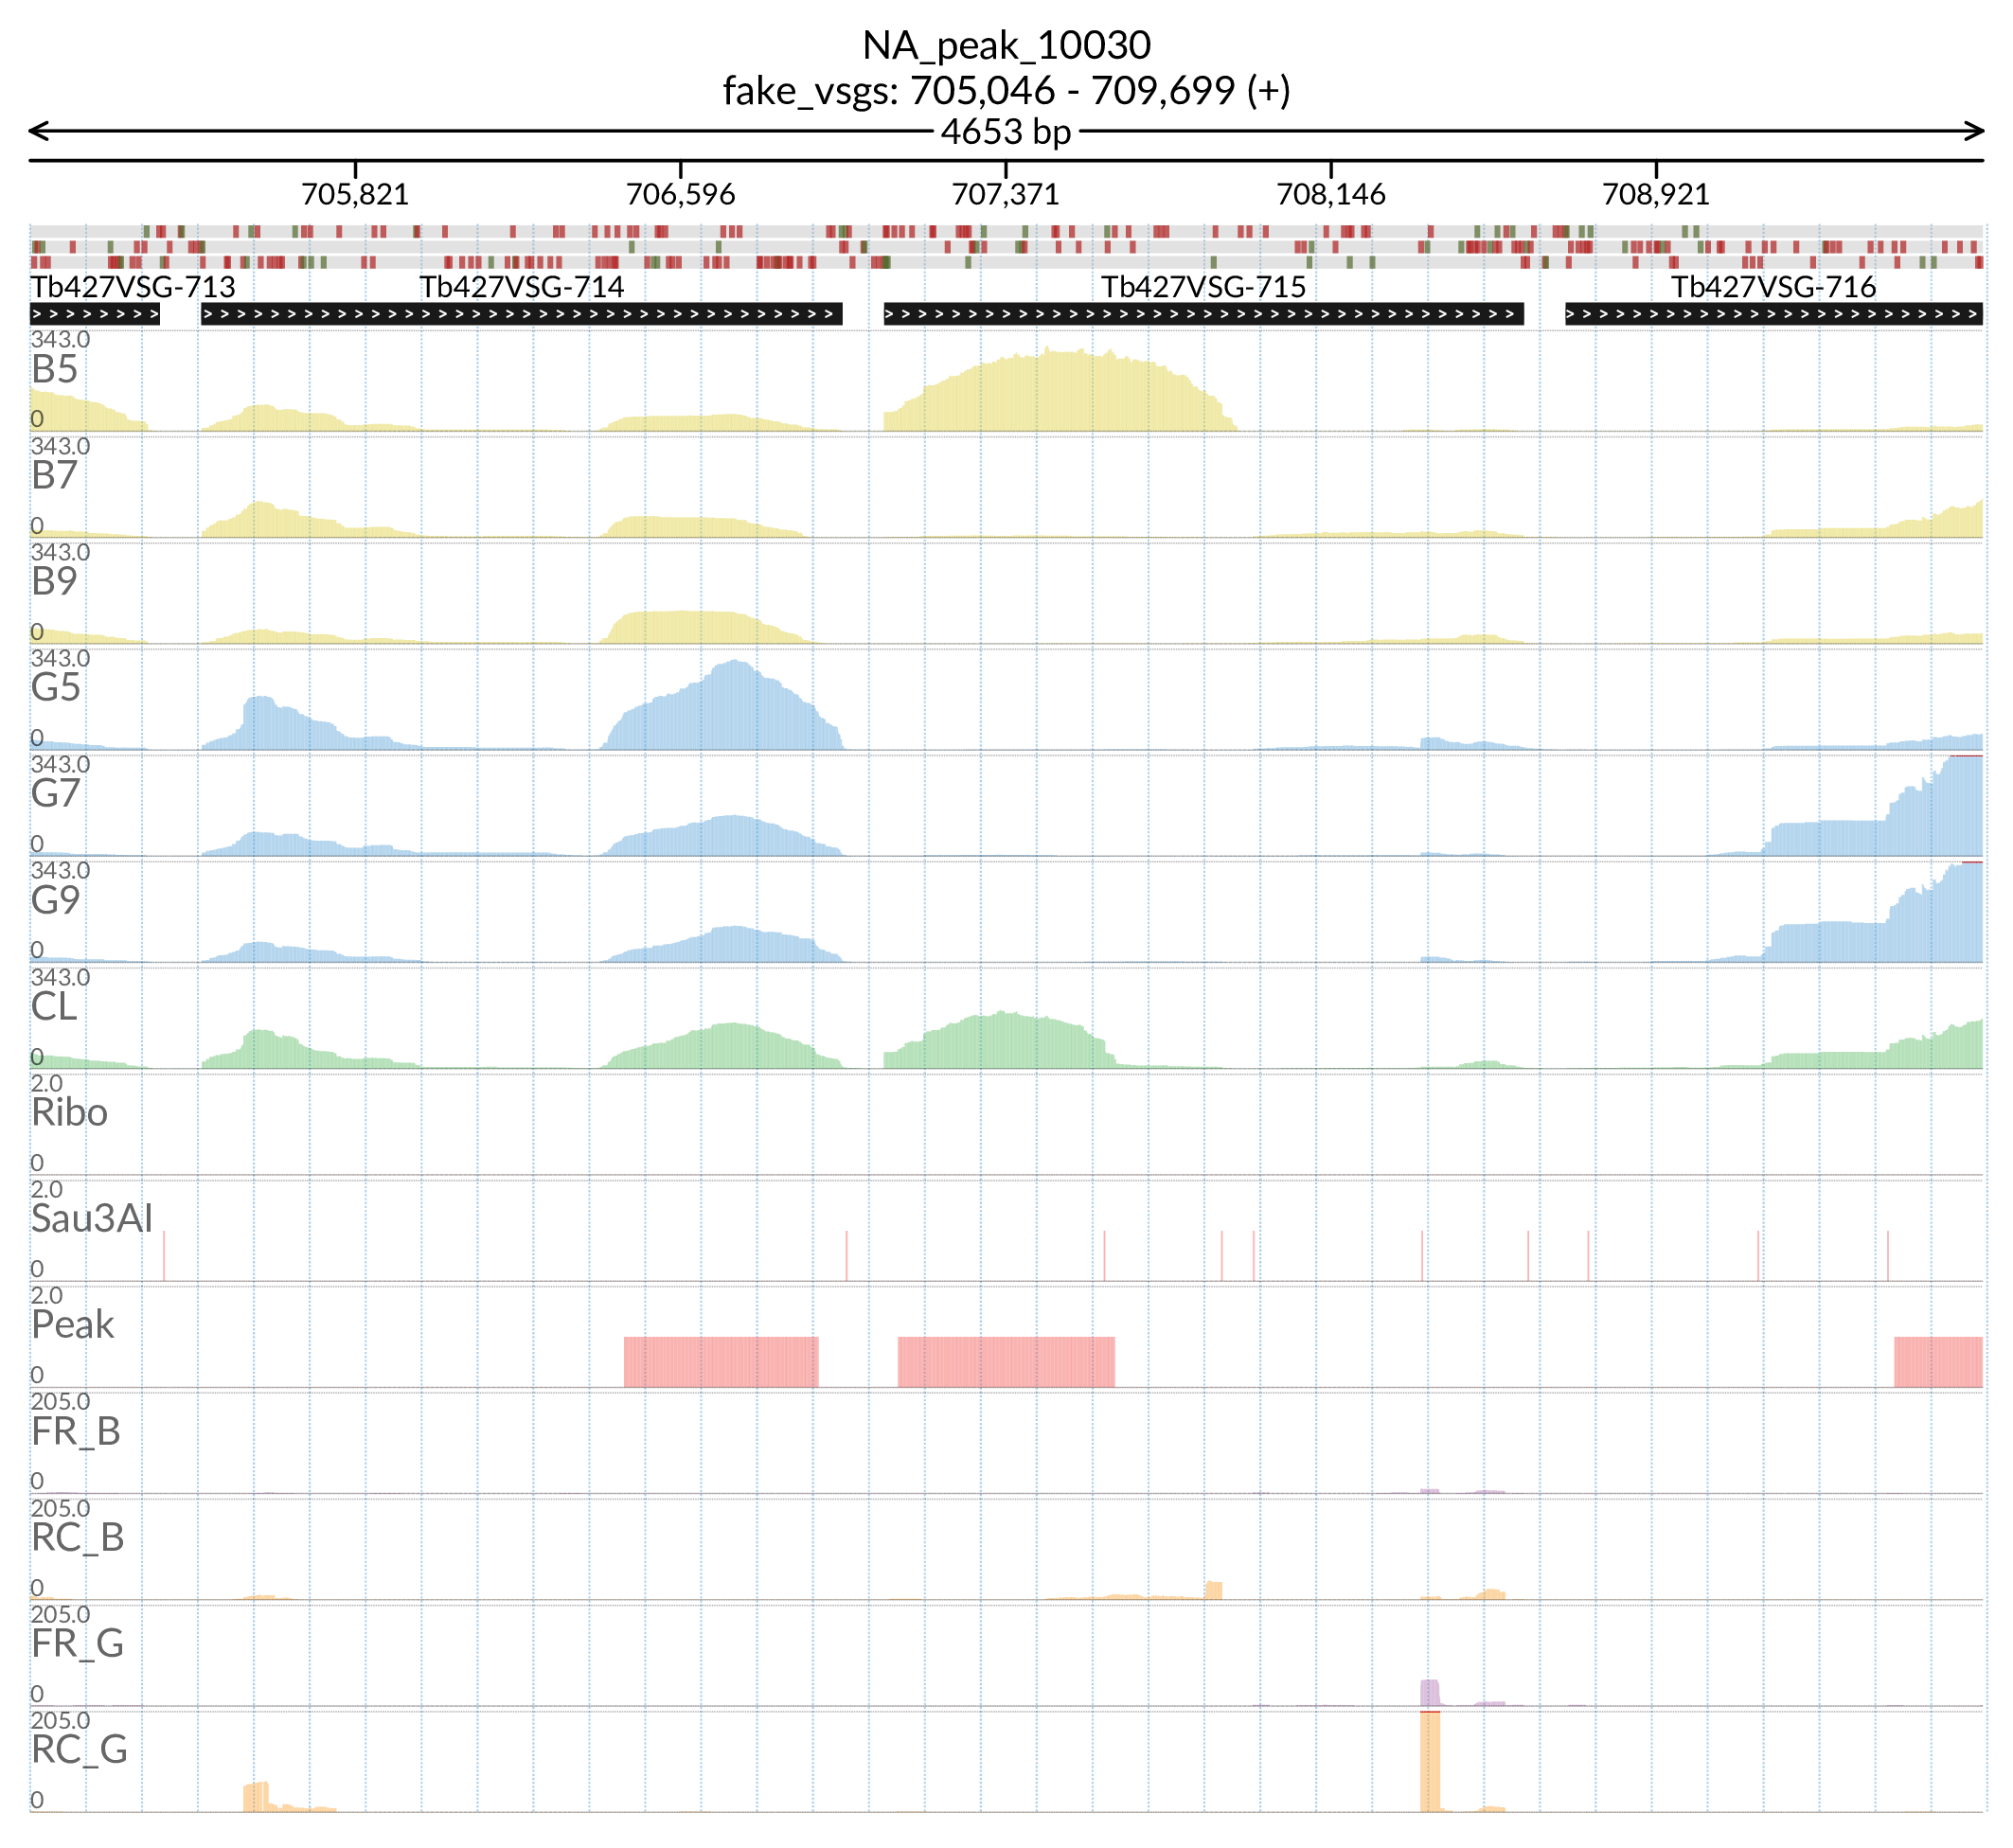 NA_peak_10030
fake_vsgs: 705,046 - 709,699 (+)
4653 bp
705,821 706,596 707,371 708,146 708,921
Tb427VSG-713 Tb427VSG-714 Tb427VSG-715 Tb427VSG-716
343.0
B5
0
343.0
B7
0
343.0
B9
0
343.0
G5
0
343.0
G7
0
343.0
G9
0
343.0
CL
0
2.0
Ribo
0
2.0
Sau3AI
0
2.0
Peak
0
205.0
FR_B
0
205.0
RC_B
0
205.0
FR_G
0
205.0
RC_G
0